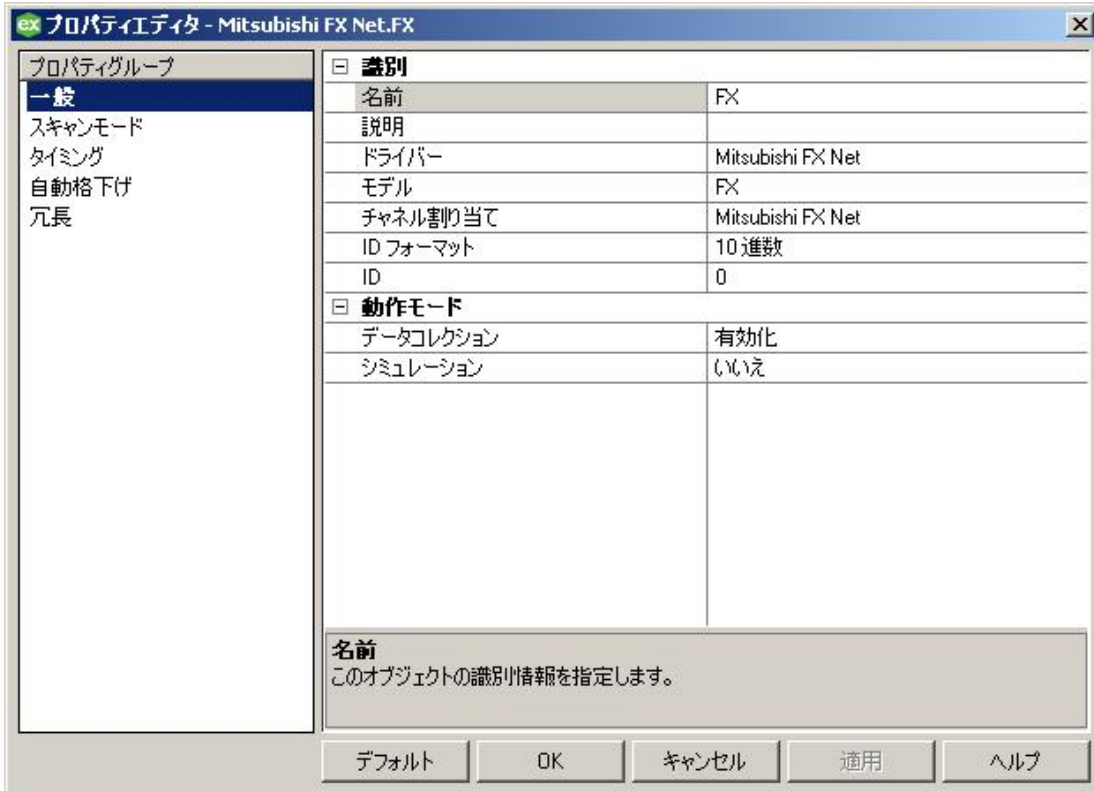 ex プロパティエディタ - Mitsubishi FX Net.FX
プロパティグループ
一般
スキャンモード
タイミング
自動格下げ
冗長
識別
名前 FX
説明
ドライバー Mitsubishi FX Net
モデル FX
チャネル割り当て Mitsubishi FX Net
ID フォーマット 10 進数
ID 0
動作モード
データコレクション 有効化
シミュレーション いいえ
名前
このオブジェクトの識別情報を指定します。
デフォルト OK キャンセル 適用 ヘルプ